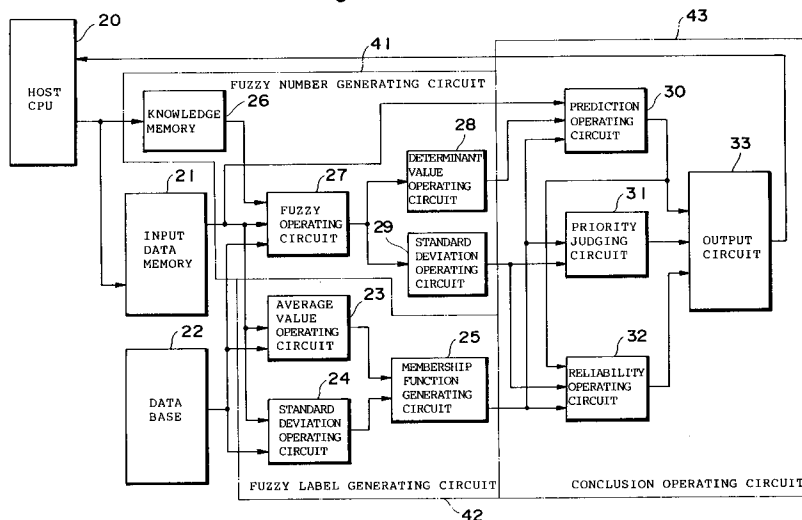 20
HOST
CPU
41
FUZZY NUMBER GENERATING CIRCUIT
KNOWLEDGE
MEMORY
26
21
INPUT
DATA
MEMORY
22
DATA
BASE
27
FUZZY
OPERATING
CIRCUIT
28
DETERMINANT
VALUE
OPERATING
CIRCUIT
29
STANDARD
DEVIATION
OPERATING
CIRCUIT
23
AVERAGE
VALUE
OPERATING
CIRCUIT
24
STANDARD
DEVIATION
OPERATING
CIRCUIT
25
MEMBERSHIP
FUNCTION
GENERATING
CIRCUIT
FUZZY LABEL GENERATING CIRCUIT
42
43
PREDICTION
OPERATING
CIRCUIT
30
31
PRIORITY
JUDGING
CIRCUIT
32
RELIABILITY
OPERATING
CIRCUIT
33
OUTPUT
CIRCUIT
CONCLUSION OPERATING CIRCUIT